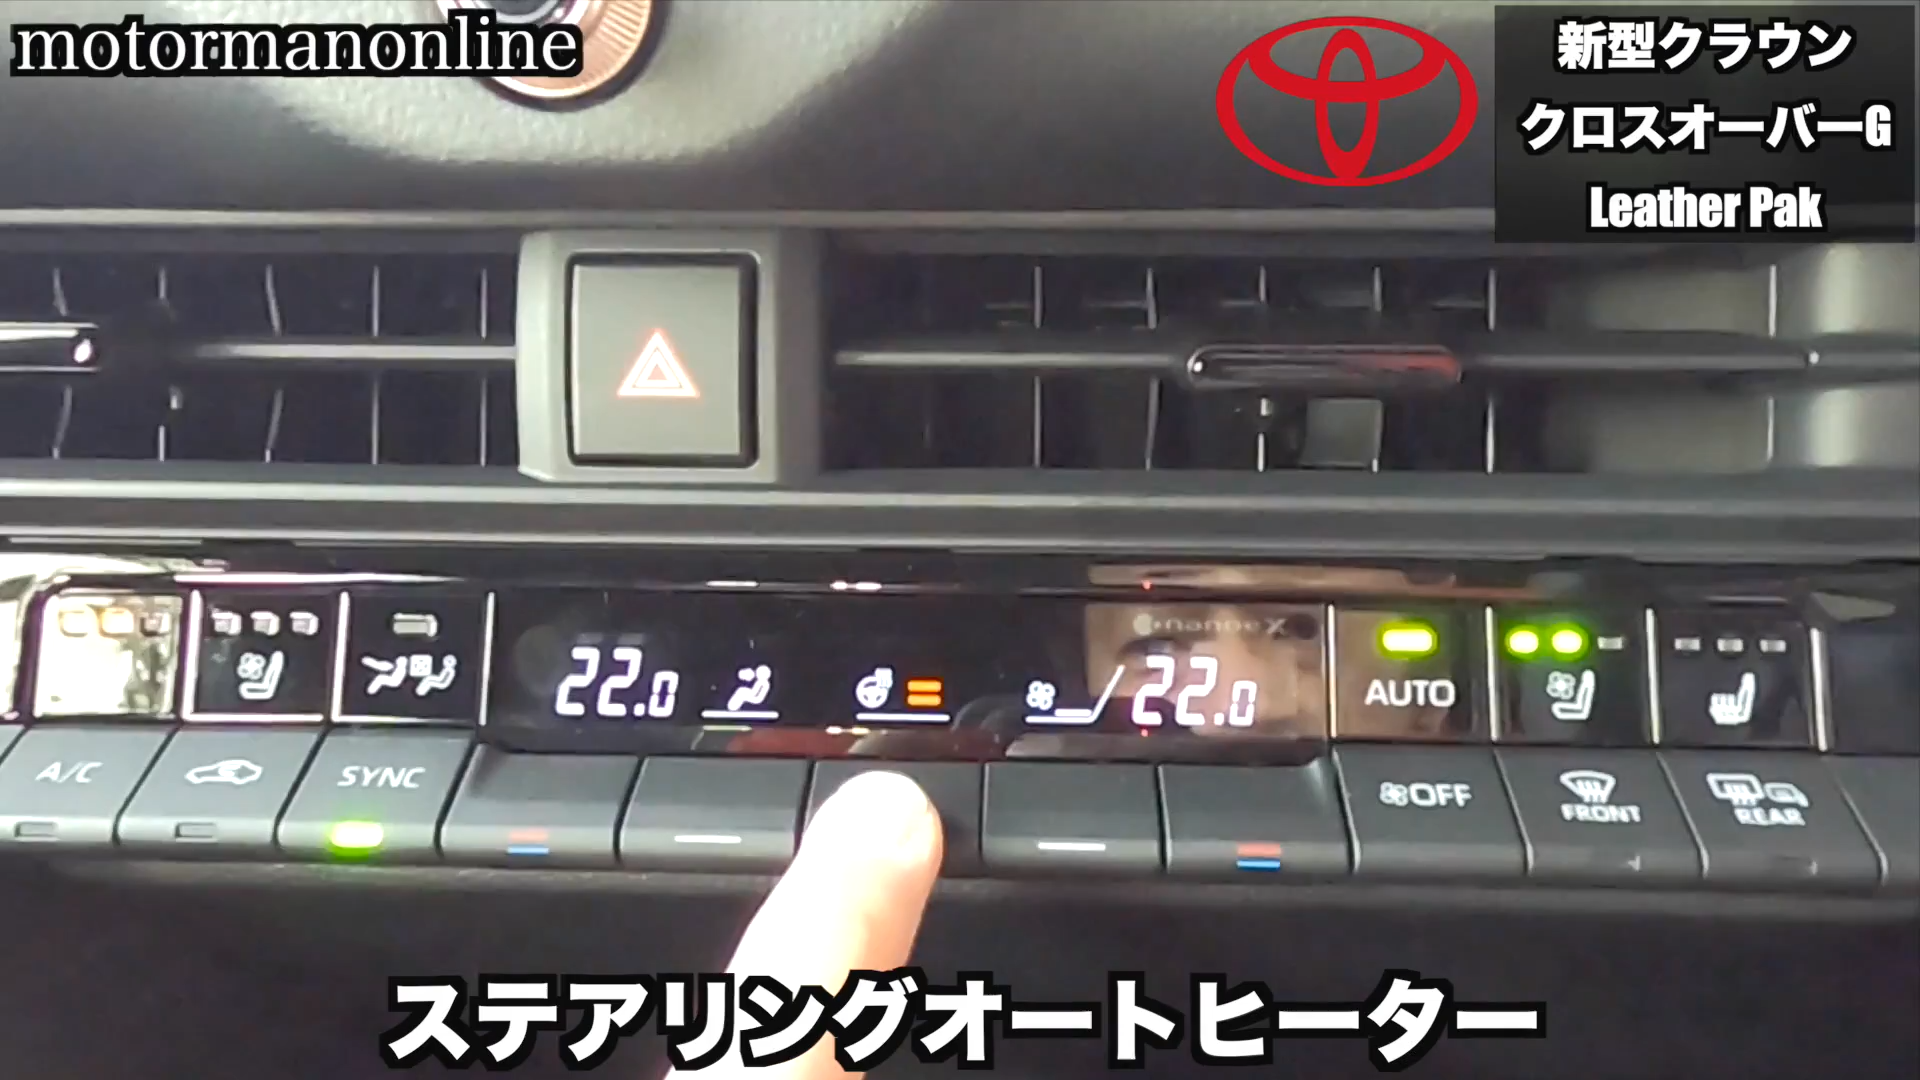 motormanonline
新型クラウン
クロスオーバーG
Leather Pak
nanoeX
22.0
22.0
AUTO
A/C
SYNC
OFF
FRONT
REAR
ステアリングオートヒーター